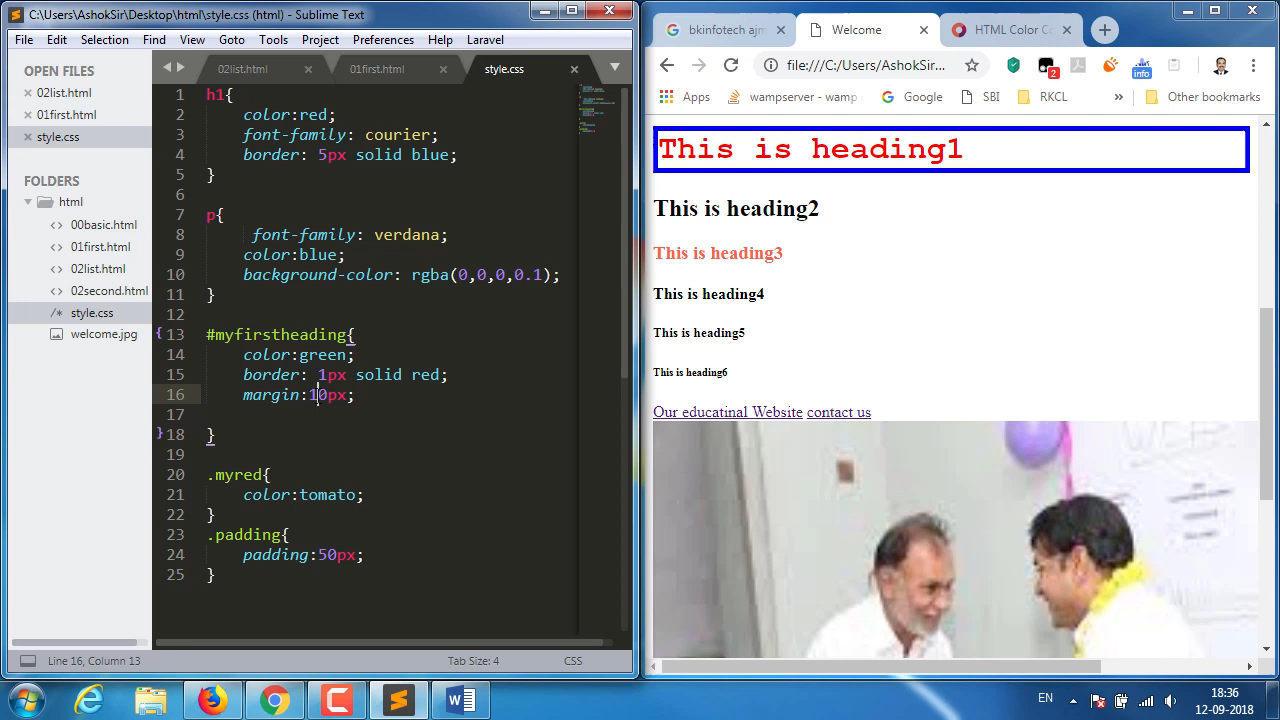 C:\Users\AshokSir\Desktop\html\style.css (html) - Sublime Text
File Edit Selection Find View Goto Tools Project Preferences Help Laravel
OPEN FILES
02list.html
01first.html
style.css
FOLDERS
html
00basic.html
01first.html
02list.html
02second.html
style.css
welcome.jpg
02list.html 01first.html style.css
1 h1{
2 color:red;
3 font-family: courier;
4 border: 5px solid blue;
5 }
6
7 p{
8 font-family: verdana;
9 color:blue;
10 background-color: rgba(0,0,0,0.1);
11 }
12
13 #myfirstheading{
14 color:green;
15 border: 1px solid red;
16 margin:10px;
17
18 }
19
20 .myred{
21 color:tomato;
22 }
23 .padding{
24 padding:50px;
25 }
Line 16, Column 13 Tab Size: 4 CSS
bkinfotech ajm Welcome HTML Color Co
file:///C:/Users/AshokSir... 2 info
Apps wampserver - wamp Google SBI RKCL » Other bookmarks
This is heading1
This is heading2
This is heading3
This is heading4
This is heading5
This is heading6
Our educatinal Website contact us
EN 18:36
12-09-2018